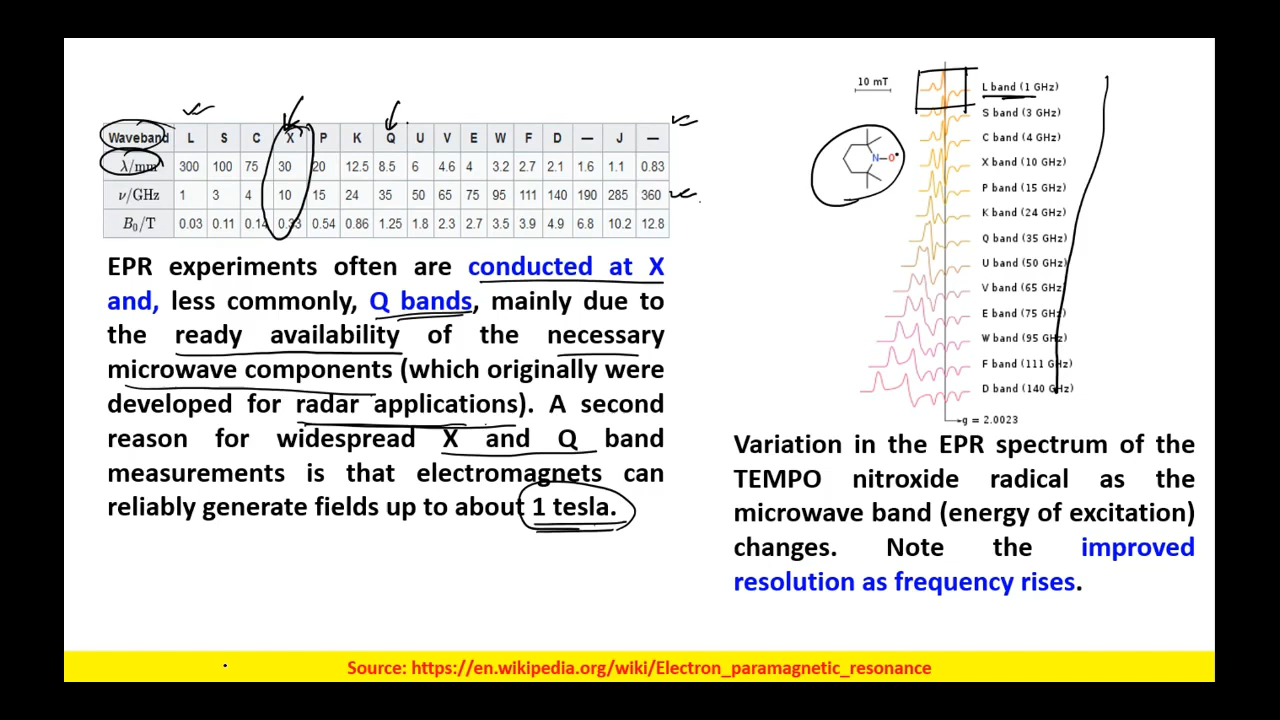 Waveband L S C X P K Q U V E W F D — J —
λ/mm 300 100 75 30 20 12.5 8.5 6 4.6 4 3.2 2.7 2.1 1.6 1.1 0.83
ν/GHz 1 3 4 10 15 24 35 50 65 75 95 111 140 190 285 360
B₀/T 0.03 0.11 0.14 0.33 0.54 0.86 1.25 1.8 2.3 2.7 3.5 3.9 4.9 6.8 10.2 12.8
EPR experiments often are conducted at X
and, less commonly, Q bands, mainly due to
the ready availability of the necessary
microwave components (which originally were
developed for radar applications). A second
reason for widespread X and Q band
measurements is that electromagnets can
reliably generate fields up to about 1 tesla.
10 mT
N–O•
L band (1 GHz)
S band (3 GHz)
C band (4 GHz)
X band (10 GHz)
P band (15 GHz)
K band (24 GHz)
Q band (35 GHz)
U band (50 GHz)
V band (65 GHz)
E band (75 GHz)
W band (95 GHz)
F band (111 GHz)
D band (140 GHz)
g = 2.0023
Variation in the EPR spectrum of the
TEMPO nitroxide radical as the
microwave band (energy of excitation)
changes. Note the improved
resolution as frequency rises.
Source: https://en.wikipedia.org/wiki/Electron_paramagnetic_resonance